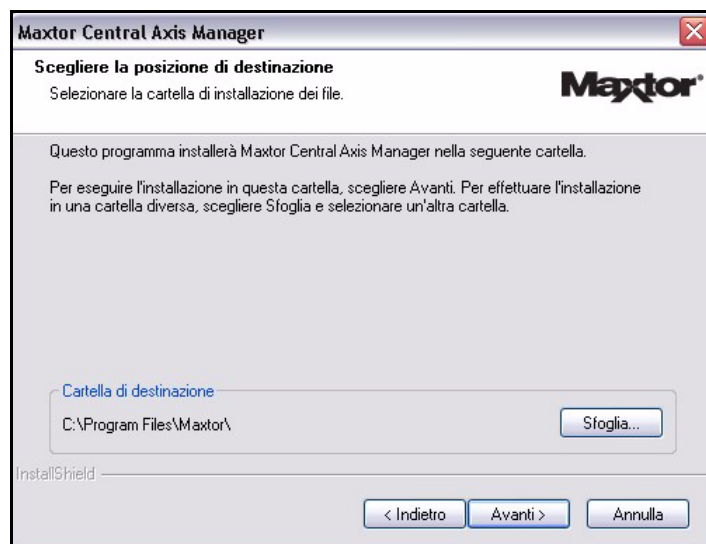 Maxtor Central Axis Manager
Scegliere la posizione di destinazione
Selezionare la cartella di installazione dei file.
Maxtor
Questo programma installerà Maxtor Central Axis Manager nella seguente cartella.
Per eseguire l'installazione in questa cartella, scegliere Avanti. Per effettuare l'installazione
in una cartella diversa, scegliere Sfoglia e selezionare un'altra cartella.
Cartella di destinazione
C:\Program Files\Maxtor\
Sfoglia...
InstallShield
< Indietro
Avanti >
Annulla